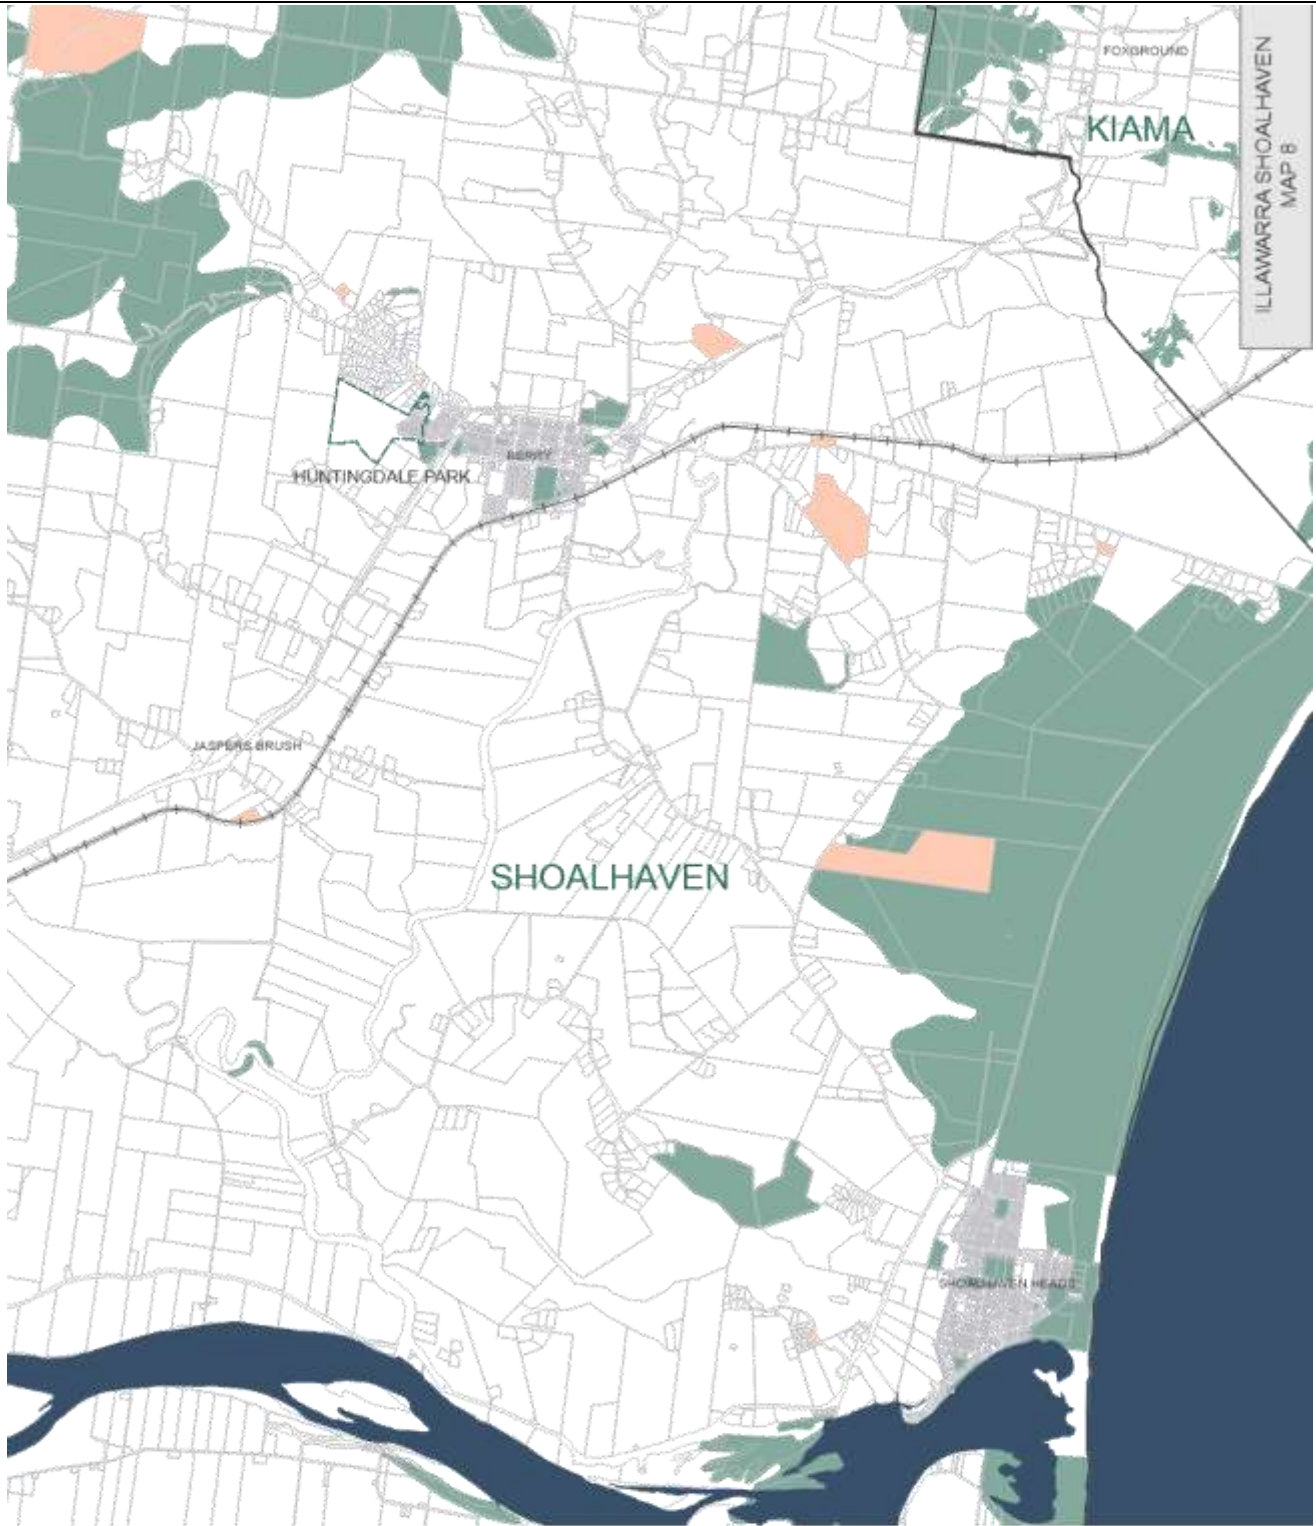 FOXGROUND
KIAMA
ILLAWARRA SHOALHAVEN
MAP 8
BERRY
HUNTINGDALE PARK
JASPERS BRUSH
SHOALHAVEN
SHOALHAVEN HEADS